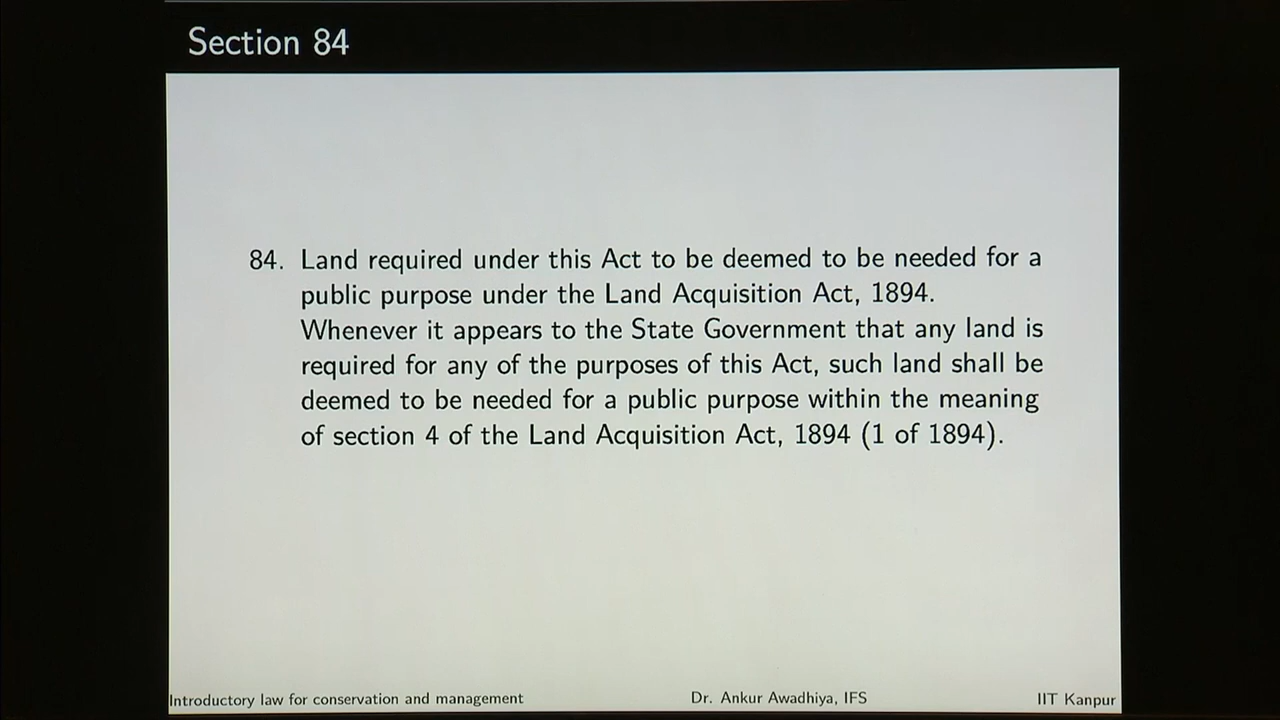 Section 84
84. Land required under this Act to be deemed to be needed for a
public purpose under the Land Acquisition Act, 1894.
Whenever it appears to the State Government that any land is
required for any of the purposes of this Act, such land shall be
deemed to be needed for a public purpose within the meaning
of section 4 of the Land Acquisition Act, 1894 (1 of 1894).
Introductory law for conservation and management Dr. Ankur Awadhiya, IFS IIT Kanpur